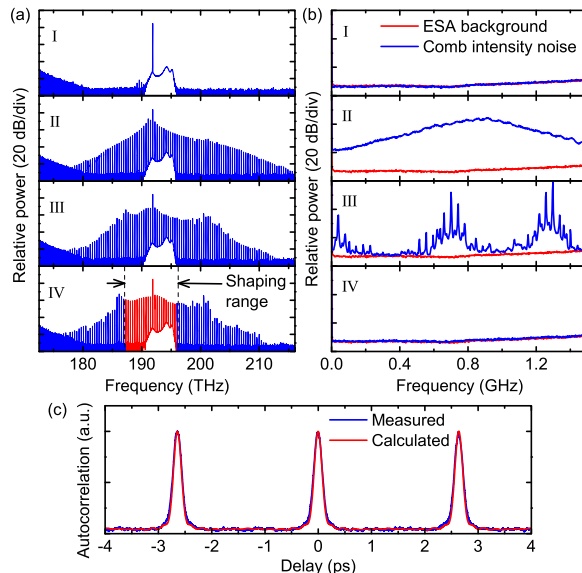 (a)
(b)
I
II
III
IV
Shaping
range
Relative power (20 dB/div)
180
190
200
210
Frequency (THz)
ESA background
Comb intensity noise
I
II
III
IV
Relative power (20 dB/div)
0.0
0.4
0.8
1.2
Frequency (GHz)
(c)
Measured
Calculated
Autocorrelation (a.u.)
-4
-3
-2
-1
0
1
2
3
4
Delay (ps)